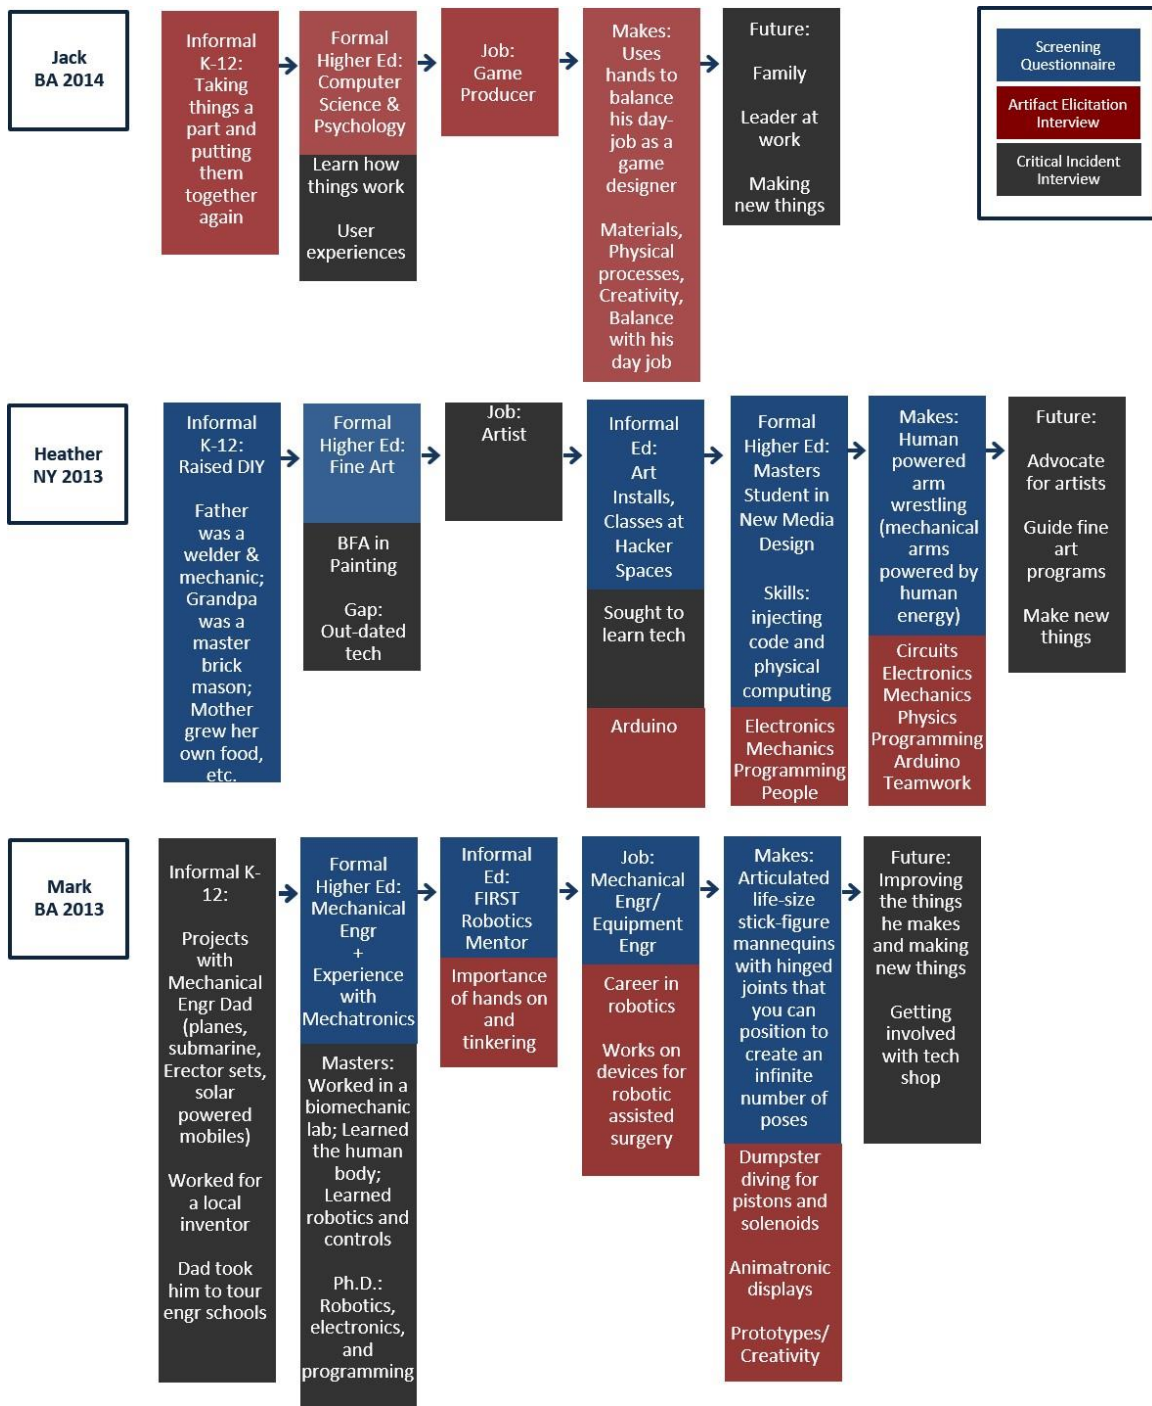 Jack
BA 2014
Informal
K-12:
Taking
things a
part and
putting
them
together
again
Formal
Higher Ed:
Computer
Science &
Psychology
Learn how
things work
User
experiences
Job:
Game
Producer
Makes:
Uses
hands to
balance
his day-
job as a
game
designer
Materials,
Physical
processes,
Creativity,
Balance
with his
day job
Future:
Family
Leader at
work
Making
new things
Screening
Questionnaire
Artifact Elicitation
Interview
Critical Incident
Interview
Heather
NY 2013
Informal
K-12:
Raised DIY
Father
was a
welder &
mechanic;
Grandpa
was a
master
brick
mason;
Mother
grew her
own food,
etc.
Formal
Higher Ed:
Fine Art
BFA in
Painting
Gap:
Out-dated
tech
Job:
Artist
Informal
Ed:
Art
Installs,
Classes at
Hacker
Spaces
Sought to
learn tech
Arduino
Formal
Higher Ed:
Masters
Student in
New Media
Design
Skills:
injecting
code and
physical
computing
Electronics
Mechanics
Programming
People
Makes:
Human
powered
arm
wrestling
(mechanical
arms
powered by
human
energy)
Circuits
Electronics
Mechanics
Physics
Programming
Arduino
Teamwork
Future:
Advocate
for artists
Guide fine
art
programs
Make new
things
Mark
BA 2013
Informal K-
12:
Projects
with
Mechanical
Engr Dad
(planes,
submarine,
Erector sets,
solar
powered
mobiles)
Worked for
a local
inventor
Dad took
him to tour
engr schools
Formal
Higher Ed:
Mechanical
Engr
+
Experience
with
Mechatronics
Masters:
Worked in a
biomechanic
lab; Learned
the human
body;
Learned
robotics and
controls
Ph.D.:
Robotics,
electronics,
and
programming
Informal
Ed:
FIRST
Robotics
Mentor
Importance
of hands on
and
tinkering
Job:
Mechanical
Engr/
Equipment
Engr
Career in
robotics
Works on
devices for
robotic
assisted
surgery
Makes:
Articulated
life-size
stick-figure
mannequins
with hinged
joints that
you can
position to
create an
infinite
number of
poses
Dumpster
diving for
pistons and
solenoids
Animatronic
displays
Prototypes/
Creativity
Future:
Improving
the things
he makes
and making
new things
Getting
involved
with tech
shop